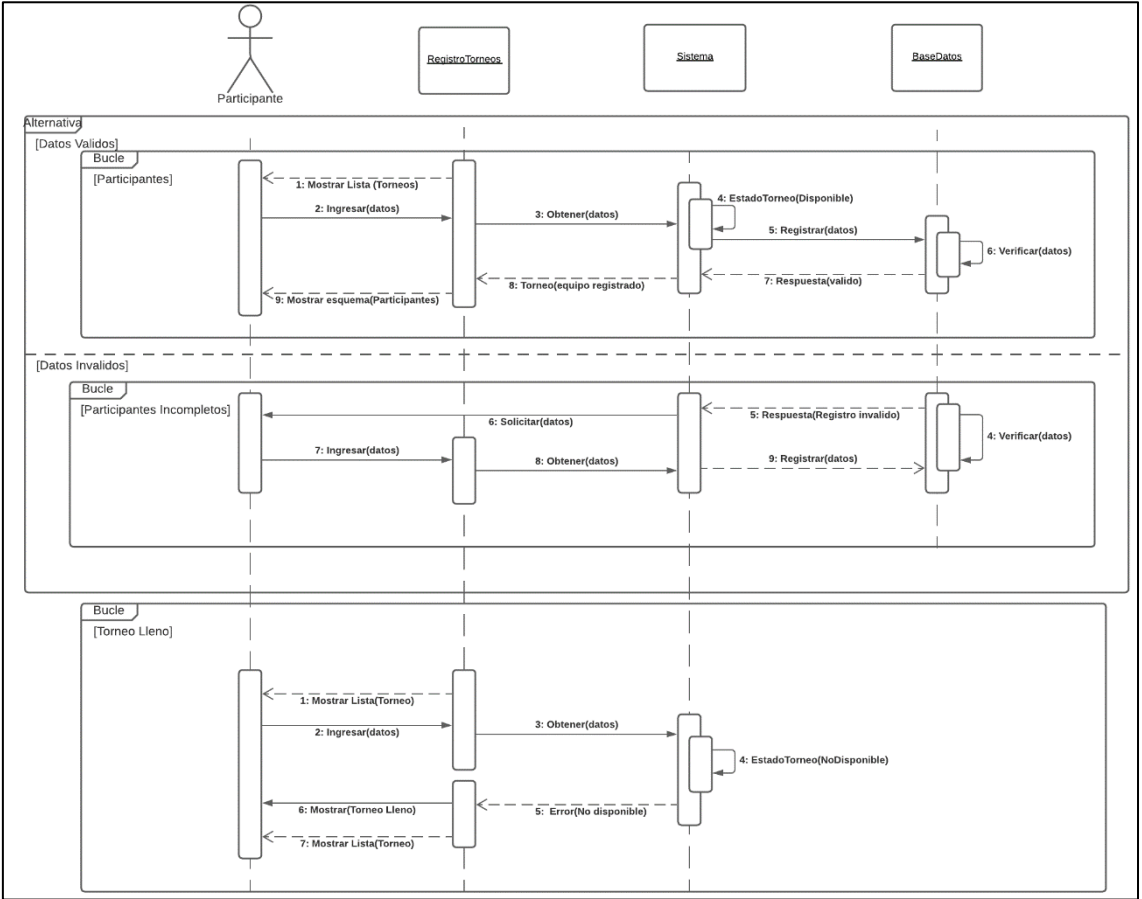 Participante
RegistroTorneos
Sistema
BaseDatos
Alternativa
[Datos Validos]
Bucle
[Participantes]
1: Mostrar Lista (Torneos)
2: Ingresar(datos)
3: Obtener(datos)
4: EstadoTorneo(Disponible)
5: Registrar(datos)
6: Verificar(datos)
7: Respuesta(valido)
8: Torneo(equipo registrado)
9: Mostrar esquema(Participantes)
[Datos Invalidos]
Bucle
[Participantes Incompletos]
5: Respuesta(Registro invalido)
6: Solicitar(datos)
4: Verificar(datos)
7: Ingresar(datos)
8: Obtener(datos)
9: Registrar(datos)
Bucle
[Torneo Lleno]
1: Mostrar Lista(Torneo)
2: Ingresar(datos)
3: Obtener(datos)
4: EstadoTorneo(NoDisponible)
6: Mostrar(Torneo Lleno)
5: Error(No disponible)
7: Mostrar Lista(Torneo)